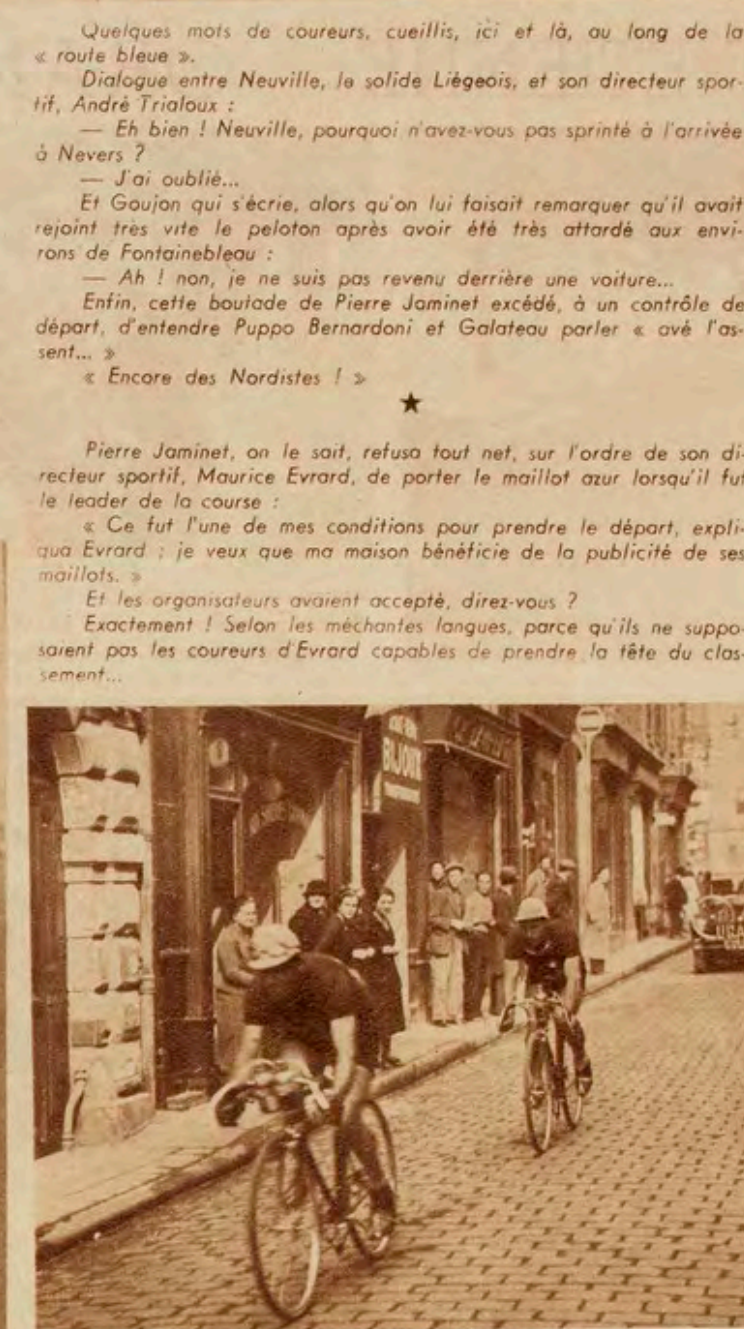 Quelques mots de coureurs, cueillis, ici et là, au long de la
« route bleue ».
Dialogue entre Neuville, le solide Liégeois, et son directeur spor-
tif, André Trialoux :
— Eh bien ! Neuville, pourquoi n'avez-vous pas sprinté à l'arrivée
à Nevers ?
— J'ai oublié...
Et Goujon qui s'écrie, alors qu'on lui faisait remarquer qu'il avait
rejoint très vite le peloton après avoir été très attardé aux envi-
rons de Fontainebleau :
— Ah ! non, je ne suis pas revenu derrière une voiture...
Enfin, cette boutade de Pierre Jaminet excédé, à un contrôle de
départ, d'entendre Puppo Bernardoni et Galateau parler « avé l'as-
sent... »
« Encore des Nordistes ! »
★
Pierre Jaminet, on le sait, refusa tout net, sur l'ordre de son di-
recteur sportif, Maurice Evrard, de porter le maillot azur lorsqu'il fut
le leader de la course :
« Ce fut l'une de mes conditions pour prendre le départ, expli-
qua Evrard ; je veux que ma maison bénéficie de la publicité de ses
maillots. »
Et les organisateurs avaient accepté, direz-vous ?
Exactement ! Selon les méchantes langues, parce qu'ils ne suppo-
saient pas les coureurs d'Evrard capables de prendre la tête du clas-
sement...
BIJOUX